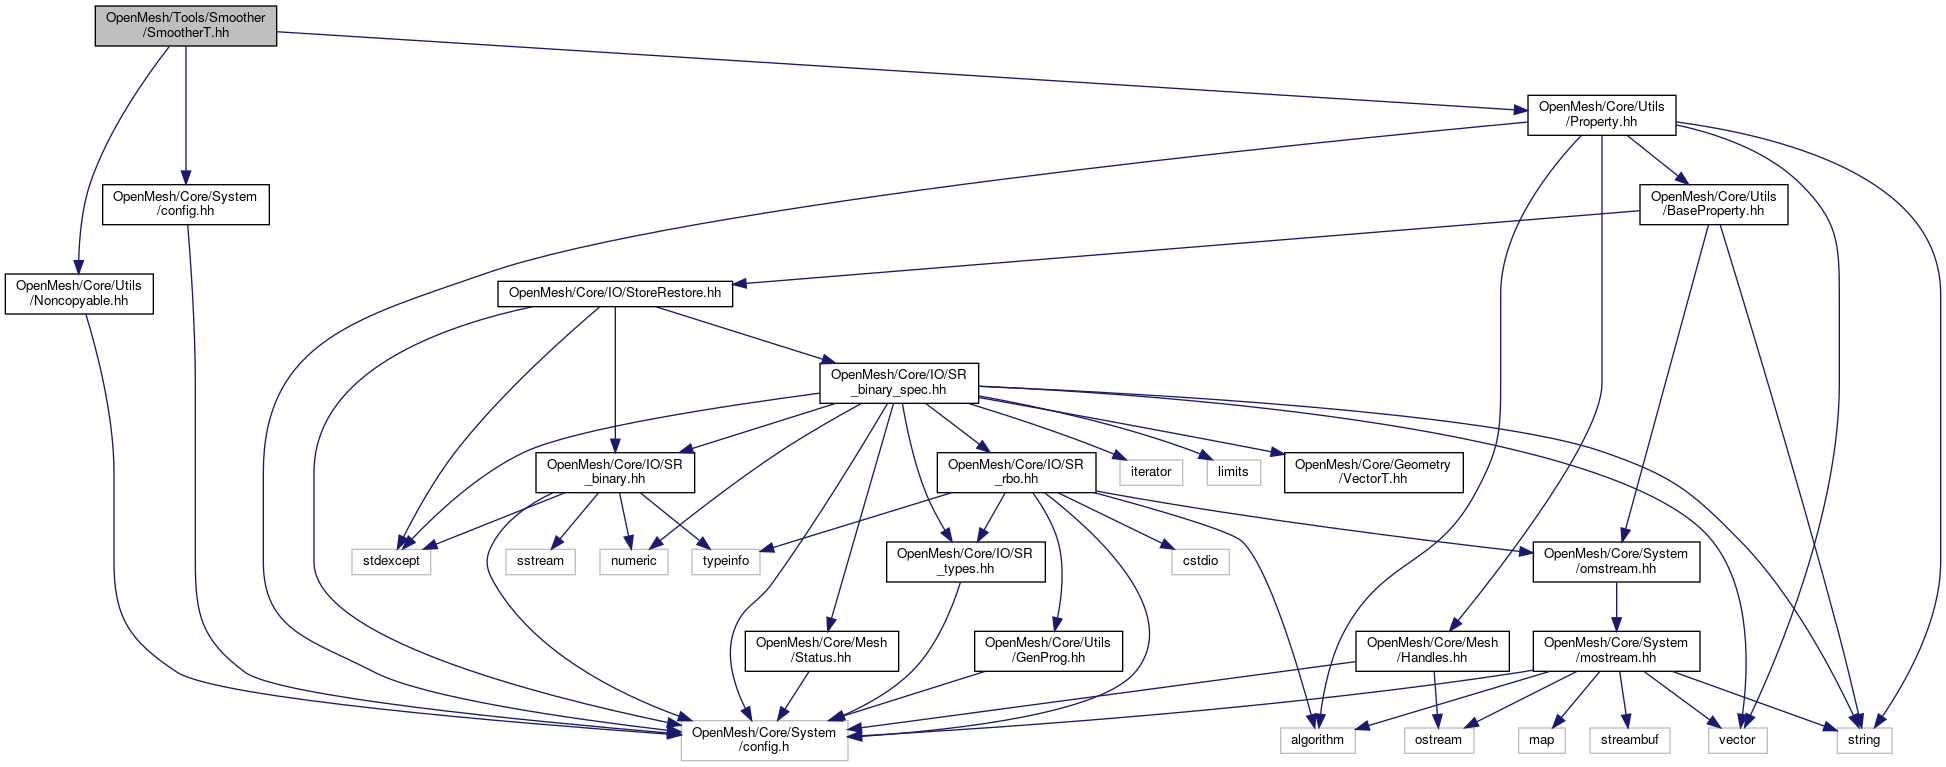 OpenMesh/Tools/Smoother
/SmootherT.hh
OpenMesh/Core/Utils
/Property.hh
OpenMesh/Core/System
/config.hh
OpenMesh/Core/Utils
/BaseProperty.hh
OpenMesh/Core/Utils
/Noncopyable.hh
OpenMesh/Core/IO/StoreRestore.hh
OpenMesh/Core/IO/SR
_binary_spec.hh
OpenMesh/Core/IO/SR
_binary.hh
OpenMesh/Core/IO/SR
_rbo.hh
iterator
limits
OpenMesh/Core/Geometry
/VectorT.hh
stdexcept
sstream
numeric
typeinfo
OpenMesh/Core/IO/SR
_types.hh
cstdio
OpenMesh/Core/System
/omstream.hh
OpenMesh/Core/Mesh
/Status.hh
OpenMesh/Core/Utils
/GenProg.hh
OpenMesh/Core/Mesh
/Handles.hh
OpenMesh/Core/System
/mostream.hh
OpenMesh/Core/System
/config.h
algorithm
ostream
map
streambuf
vector
string